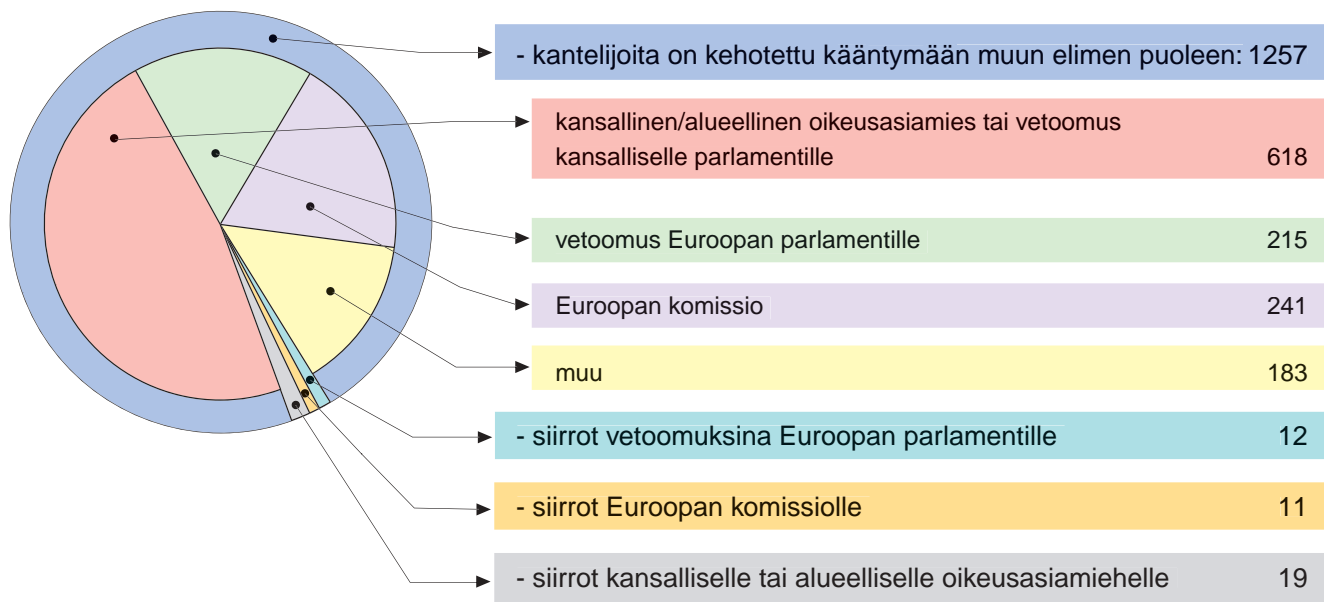 - kantelijoita on kehotettu kääntymään muun elimen puoleen: 1257
kansallinen/alueellinen oikeusasiamies tai vetoomus
kansalliselle parlamentille 618
vetoomus Euroopan parlamentille 215
Euroopan komissio 241
muu 183
- siirrot vetoomuksina Euroopan parlamentille 12
- siirrot Euroopan komissiolle 11
- siirrot kansalliselle tai alueelliselle oikeusasiamiehelle 19